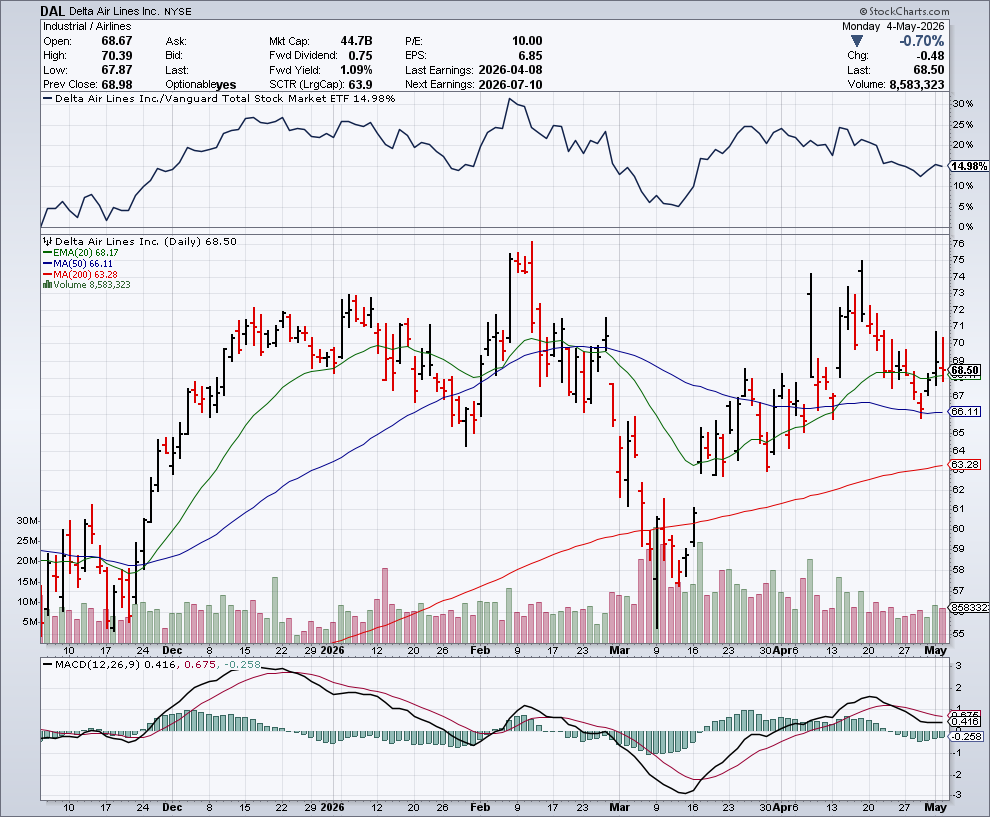 DAL Delta Air Lines Inc. NYSE © StockCharts.com
Industrial / Airlines Monday 4-May-2026
Open: 68.67 Ask: Mkt Cap: 44.7B P/E: 10.00 -0.70%
High: 70.39 Bid: Fwd Dividend: 0.75 EPS: 6.85 Chg: -0.48
Low: 67.87 Last: Fwd Yield: 1.09% Last Earnings: 2026-04-08 Last: 68.50
Prev Close: 68.98 Optionable yes SCTR (LrgCap): 63.9 Next Earnings: 2026-07-10 Volume: 8,583,323
Delta Air Lines Inc./Vanguard Total Stock Market ETF 14.98%
30%
25%
20%
14.98%
10%
5%
0%
Delta Air Lines Inc. (Daily) 68.50
EMA(20) 68.17
MA(50) 66.11
MA(200) 63.28
Volume 8,583,323
76
75
74
73
72
71
70
69
68.50
67
66.11
65
64
63.28
62
61
60
59
58
57
8583323
55
30M
25M
20M
15M
10M
5M
10 17 24 Dec 8 15 22 29 2026 12 20 26 Feb 9 17 23 Mar 9 16 23 30 Apr 6 13 20 27 May
MACD(12,26,9) 0.416, 0.675, -0.258
3
2
1
0.675
0.416
-0.258
-1
-2
-3
10 17 24 Dec 8 15 22 29 2026 12 20 26 Feb 9 17 23 Mar 9 16 23 30 Apr 6 13 20 27 May